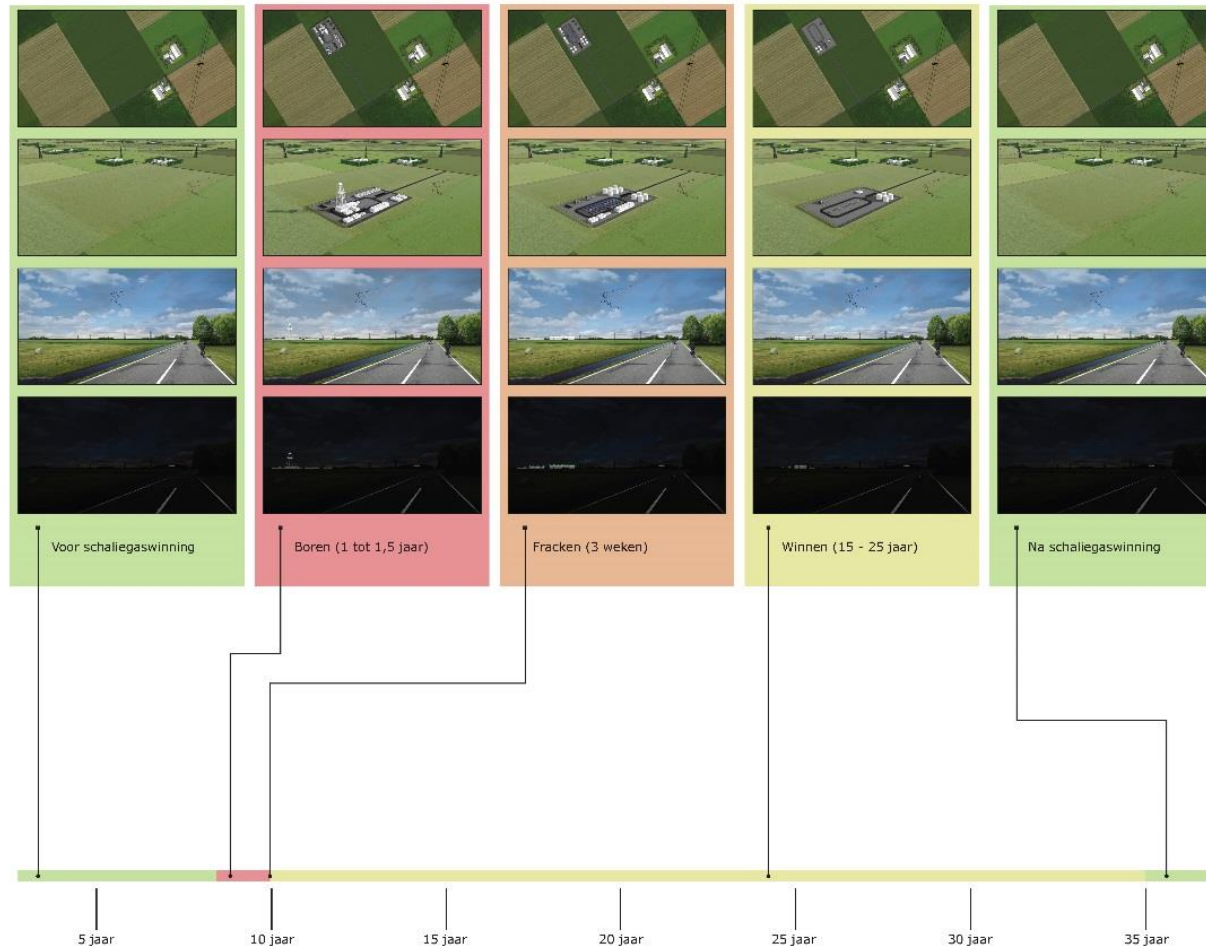 Voor schaliegaswinning
Boren (1 tot 1,5 jaar)
Fracken (3 weken)
Winnen (15 - 25 jaar)
Na schaliegaswinning
5 jaar
10 jaar
15 jaar
20 jaar
25 jaar
30 jaar
35 jaar